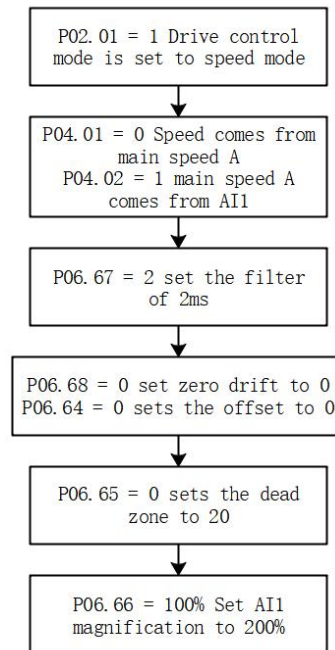 P02.01 = 1 Drive control
mode is set to speed mode
P04.01 = 0 Speed comes from
main speed A
P04.02 = 1 main speed A
comes from AI1
P06.67 = 2 set the filter
of 2ms
P06.68 = 0 set zero drift to 0
P06.64 = 0 sets the offset to 0
P06.65 = 0 sets the dead
zone to 20
P06.66 = 100% Set AI1
magnification to 200%